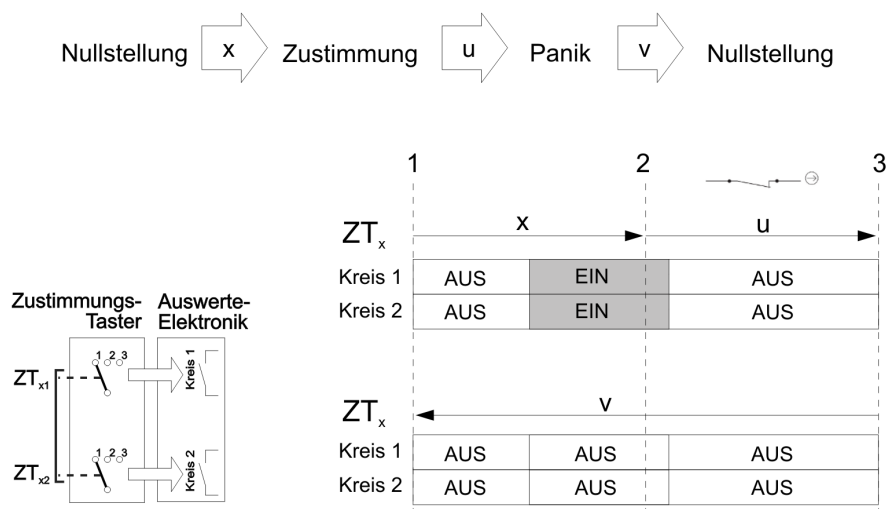 Nullstellung x Zustimmung u Panik v Nullstellung
1 2 3
ZTx x u
Kreis 1 AUS EIN AUS
Kreis 2 AUS EIN AUS
Zustimmungs-Taster Auswerte-Elektronik
ZTx1 1 2 3 Kreis 1
ZTx2 1 2 3 Kreis 2
ZTx v
Kreis 1 AUS AUS AUS
Kreis 2 AUS AUS AUS